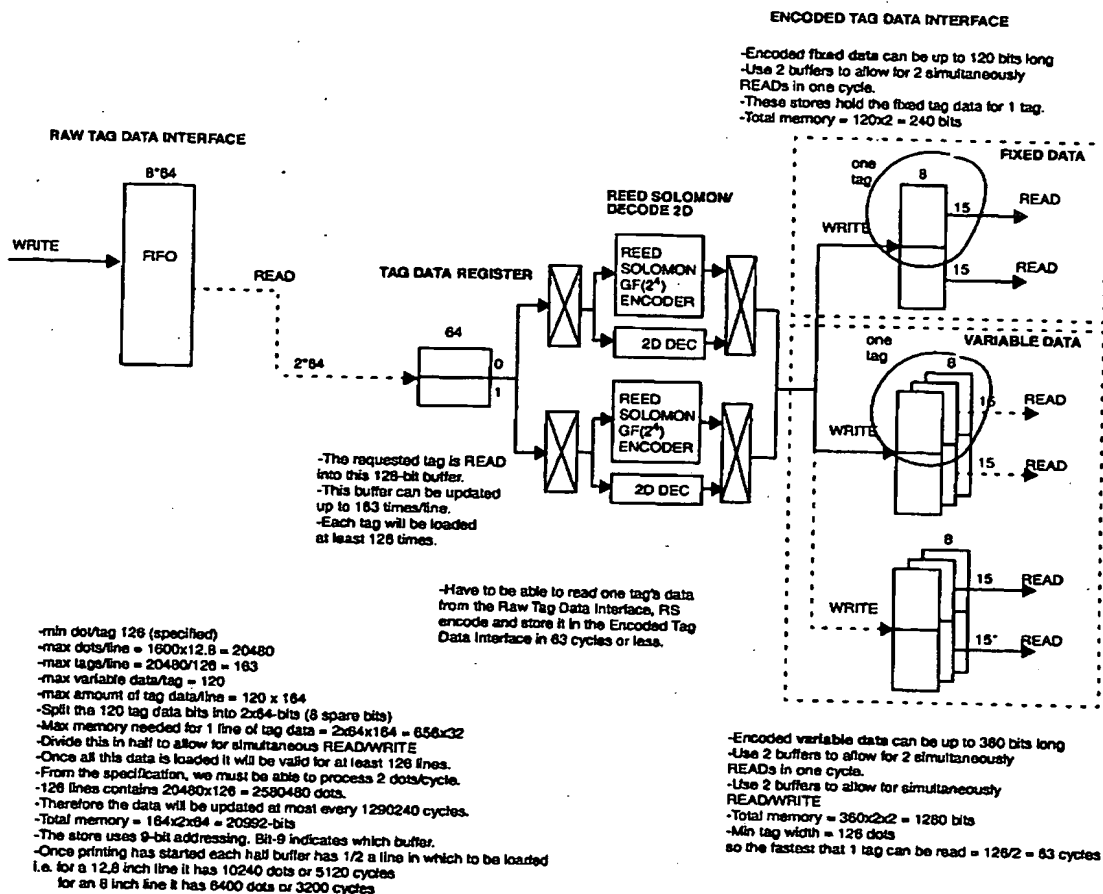 ENCODED TAG DATA INTERFACE
-Encoded fixed data can be up to 120 bits long
-Use 2 buffers to allow for 2 simultaneously
READs in one cycle.
-These stores hold the fixed tag data for 1 tag.
-Total memory = 120x2 = 240 bits
RAW TAG DATA INTERFACE
8*64
WRITE
FIFO
READ
2*64
TAG DATA REGISTER
64
0
1
REED SOLOMON/
DECODE 2D
REED
SOLOMON
GF(2^4)
ENCODER
2D DEC
REED
SOLOMON
GF(2^4)
ENCODER
2D DEC
FIXED DATA
one
tag
8
15
READ
WRITE
15
READ
VARIABLE DATA
one
tag
8
15
READ
WRITE
15
READ
8
15
READ
WRITE
15*
READ
-The requested tag is READ
into this 128-bit buffer.
-This buffer can be updated
up to 163 times/line.
-Each tag will be loaded
at least 126 times.
-Have to be able to read one tag's data
from the Raw Tag Data Interface, RS
encode and store it in the Encoded Tag
Data Interface in 63 cycles or less.
-min dot/tag 126 (specified)
-max dots/line = 1600x12.8 = 20480
-max tags/line = 20480/126 = 163
-max variable data/tag = 120
-max amount of tag data/line = 120 x 164
-Split the 120 tag data bits into 2x64-bits (8 spare bits)
-Max memory needed for 1 line of tag data = 2x64x164 = 656x32
-Divide this in half to allow for simultaneous READ/WRITE
-Once all this data is loaded it will be valid for at least 126 lines.
-From the specification, we must be able to process 2 dots/cycle.
-126 lines contains 20480x126 = 2580480 dots.
-Therefore the data will be updated at most every 1290240 cycles.
-Total memory = 164x2x64 = 20992-bits
-The store uses 9-bit addressing. Bit-9 indicates which buffer.
-Once printing has started each half buffer has 1/2 a line in which to be loaded
i.e. for a 12.8 inch line it has 10240 dots or 5120 cycles
for an 8 inch line it has 6400 dots or 3200 cycles
-Encoded variable data can be up to 360 bits long
-Use 2 buffers to allow for 2 simultaneously
READs in one cycle.
-Use 2 buffers to allow for simultaneously
READ/WRITE
-Total memory = 360x2x2 = 1280 bits
-Min tag width = 126 dots
so the fastest that 1 tag can be read = 126/2 = 63 cycles